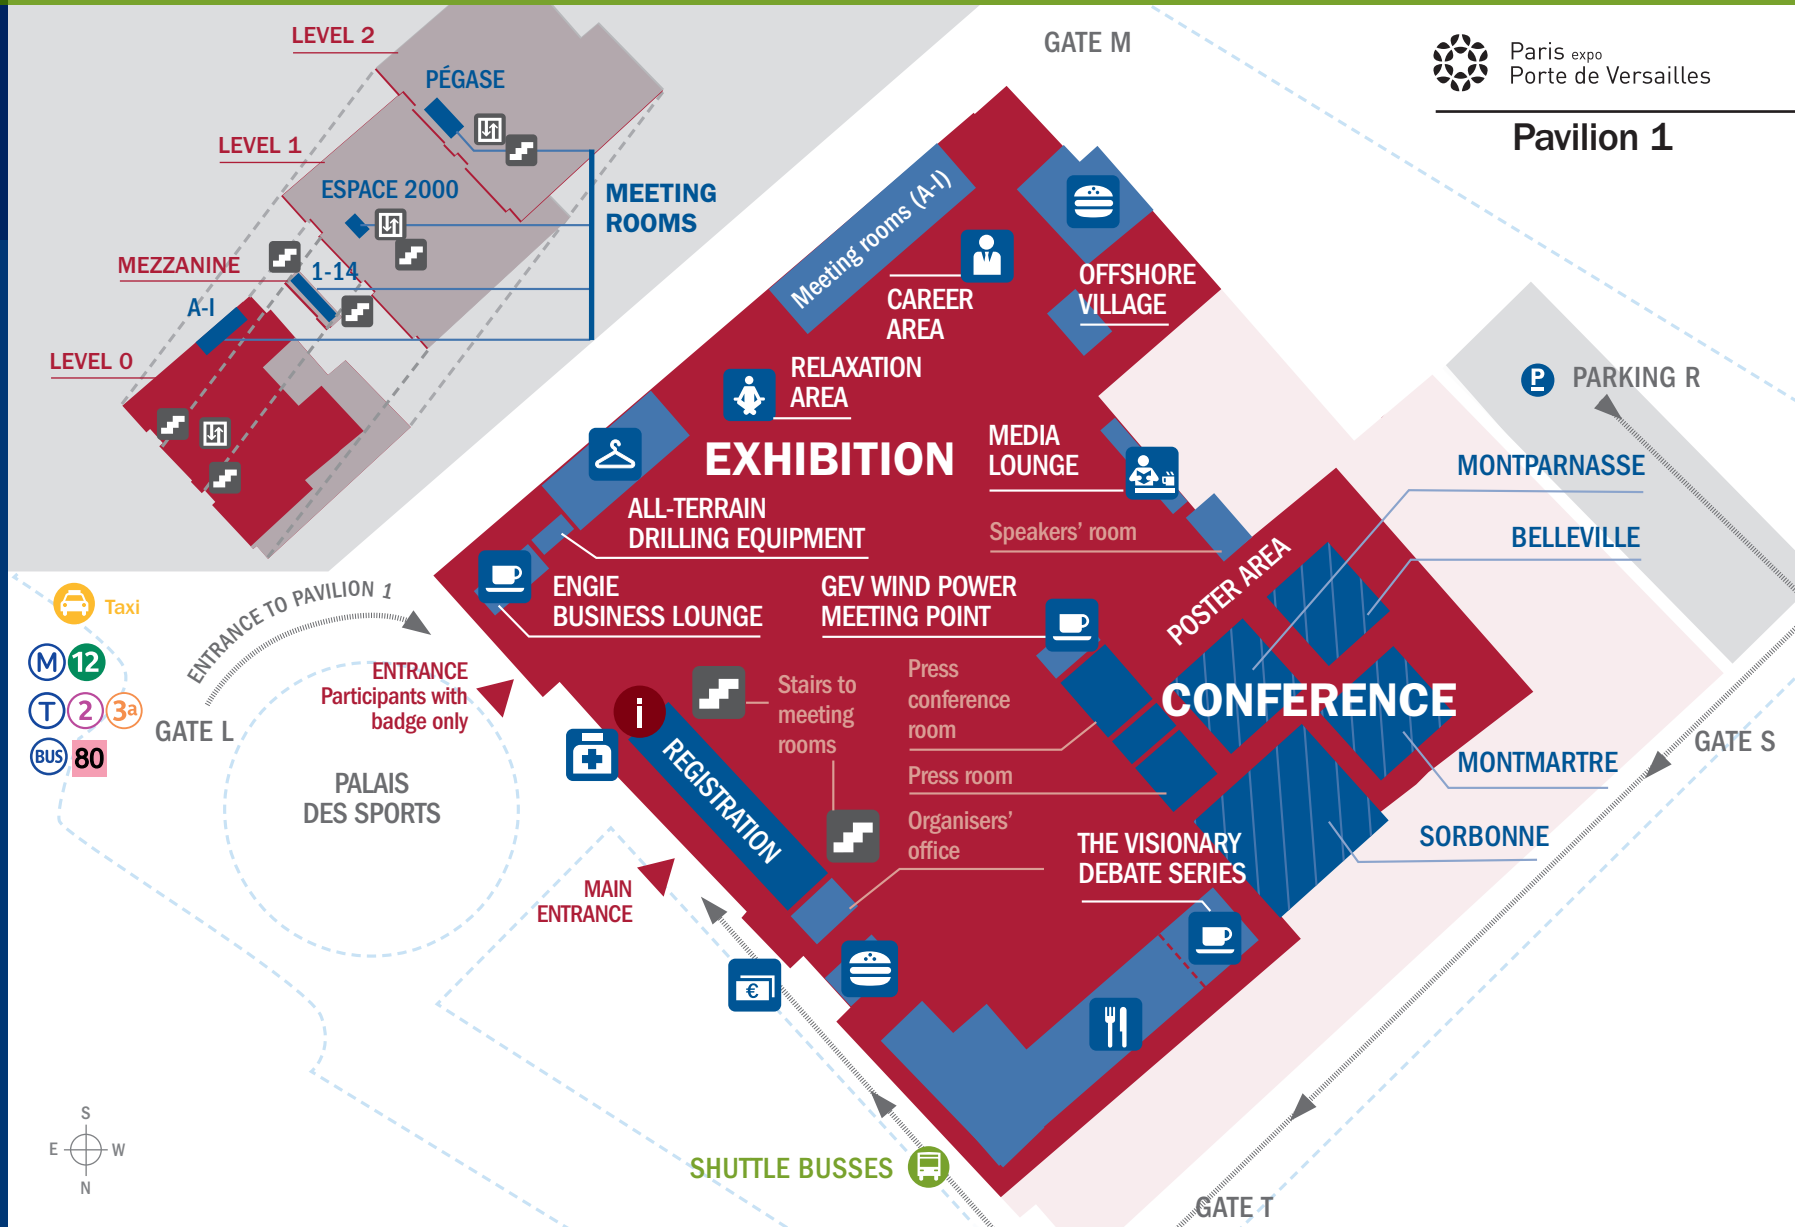 LEVEL 2
PÉGASE
LEVEL 1
ESPACE 2000
MEETING
ROOMS
MEZZANINE
1-14
A-I
LEVEL 0
GATE M
Paris expo
Porte de Versailles
Pavilion 1
Meeting rooms (A-I)
CAREER
AREA
OFFSHORE
VILLAGE
RELAXATION
AREA
P
PARKING R
EXHIBITION
MEDIA
LOUNGE
MONTPARNASSE
ALL-TERRAIN
DRILLING EQUIPMENT
Speakers' room
BELLEVILLE
POSTER AREA
ENGIE
BUSINESS LOUNGE
GEV WIND POWER
MEETING POINT
Taxi
ENTRANCE TO PAVILION 1
M 12
T 2 3a
BUS 80
GATE L
ENTRANCE
Participants with
badge only
i
REGISTRATION
Stairs to
meeting
rooms
Press
conference
room
CONFERENCE
GATE S
MONTMARTRE
Press room
PALAIS
DES SPORTS
Organisers'
office
THE VISIONARY
DEBATE SERIES
SORBONNE
MAIN
ENTRANCE
€
S
E W
N
SHUTTLE BUSSES
GATE T